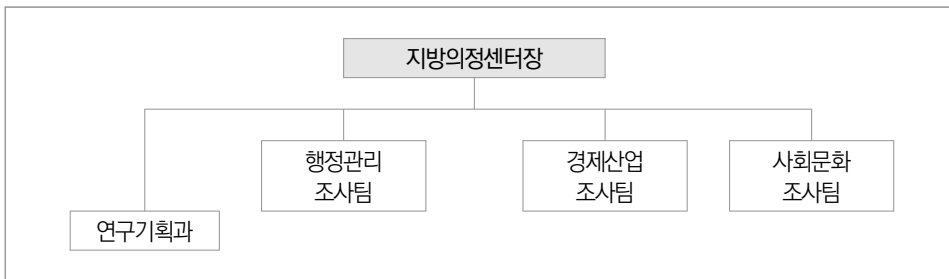 지방의정센터장
행정관리
조사팀
경제산업
조사팀
사회문화
조사팀
연구기획과